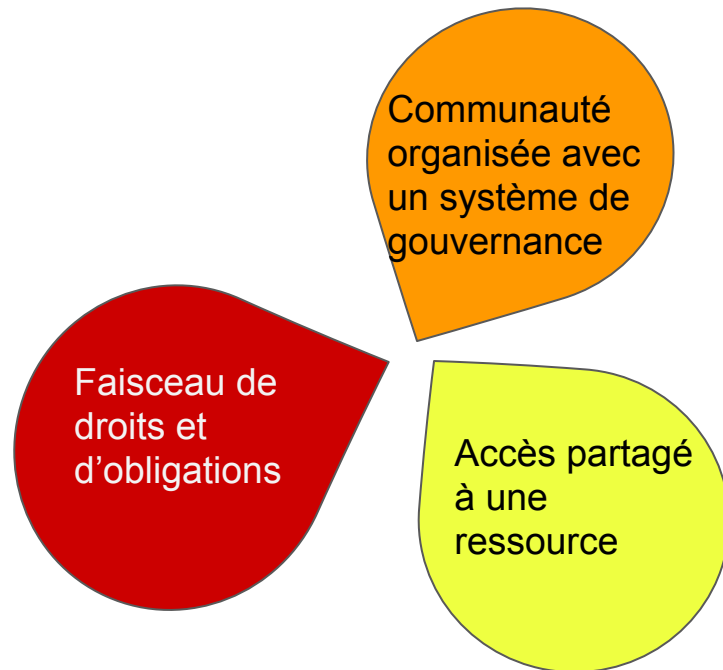 Communauté
organisée avec
un système de
gouvernance
Faisceau de
droits et
d’obligations
Accès partagé
à une
ressource